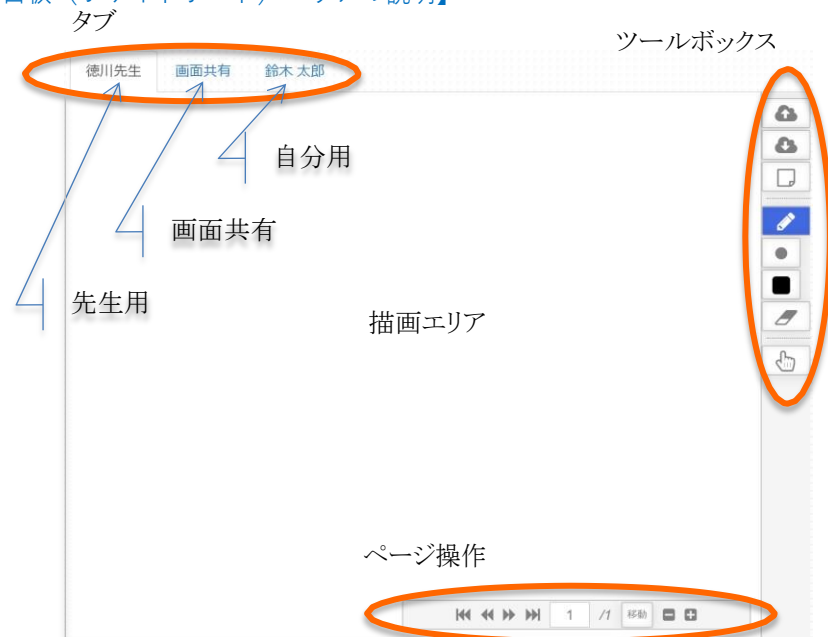 タブ
ツールボックス
徳川先生 画面共有 鈴木 太郎
自分用
画面共有
先生用
描画エリア
ページ操作
1 /1 移動